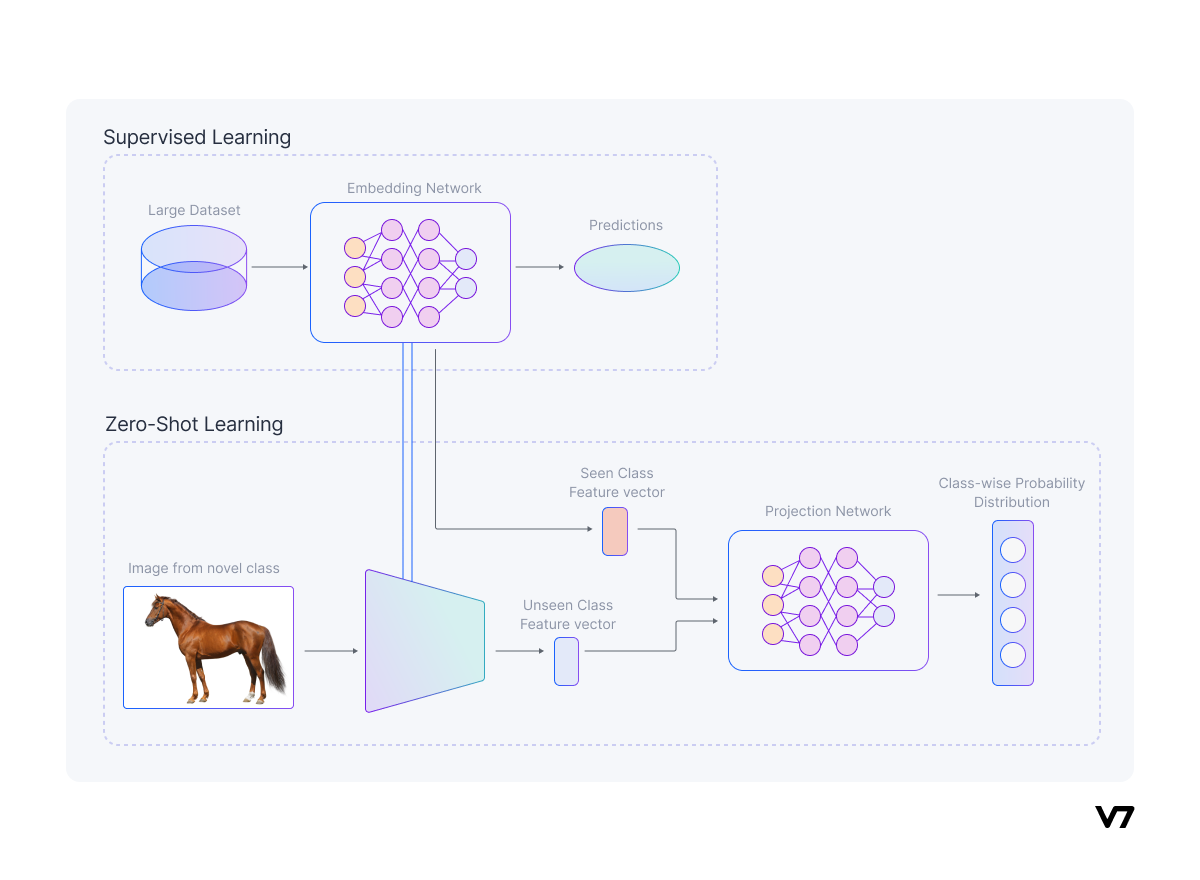 Supervised Learning
Large Dataset
Embedding Network
Predictions
Zero-Shot Learning
Image from novel class
Seen Class
Feature vector
Unseen Class
Feature vector
Projection Network
Class-wise Probability
Distribution
V7